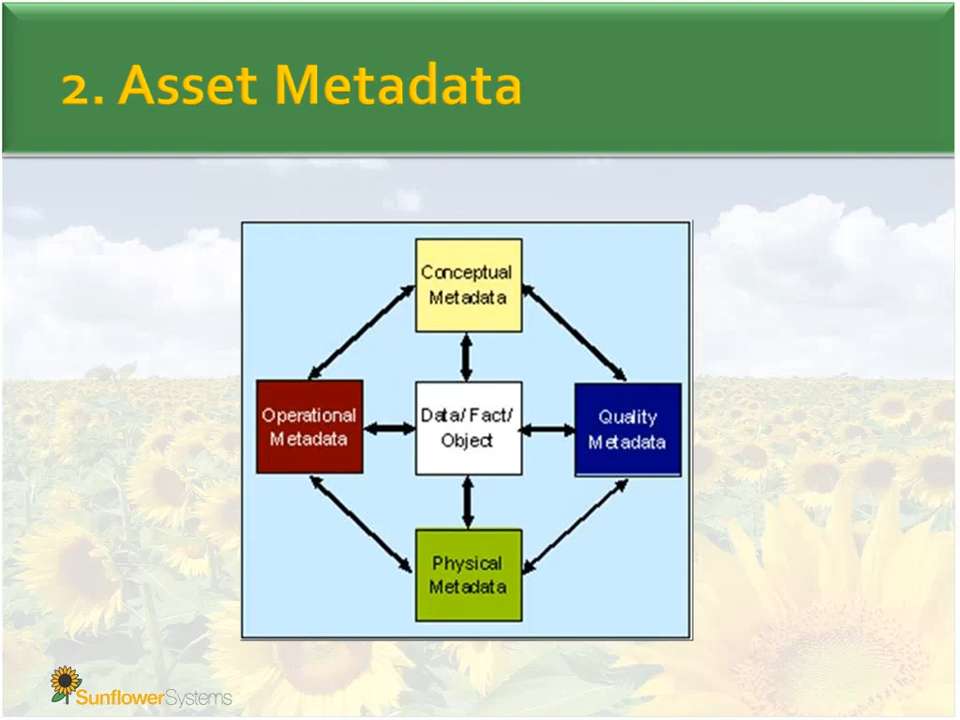 2. Asset Metadata
Conceptual
Metadata
Operational
Metadata
Data/ Fact/
Object
Quality
Metadata
Physical
Metadata
SunflowerSystems